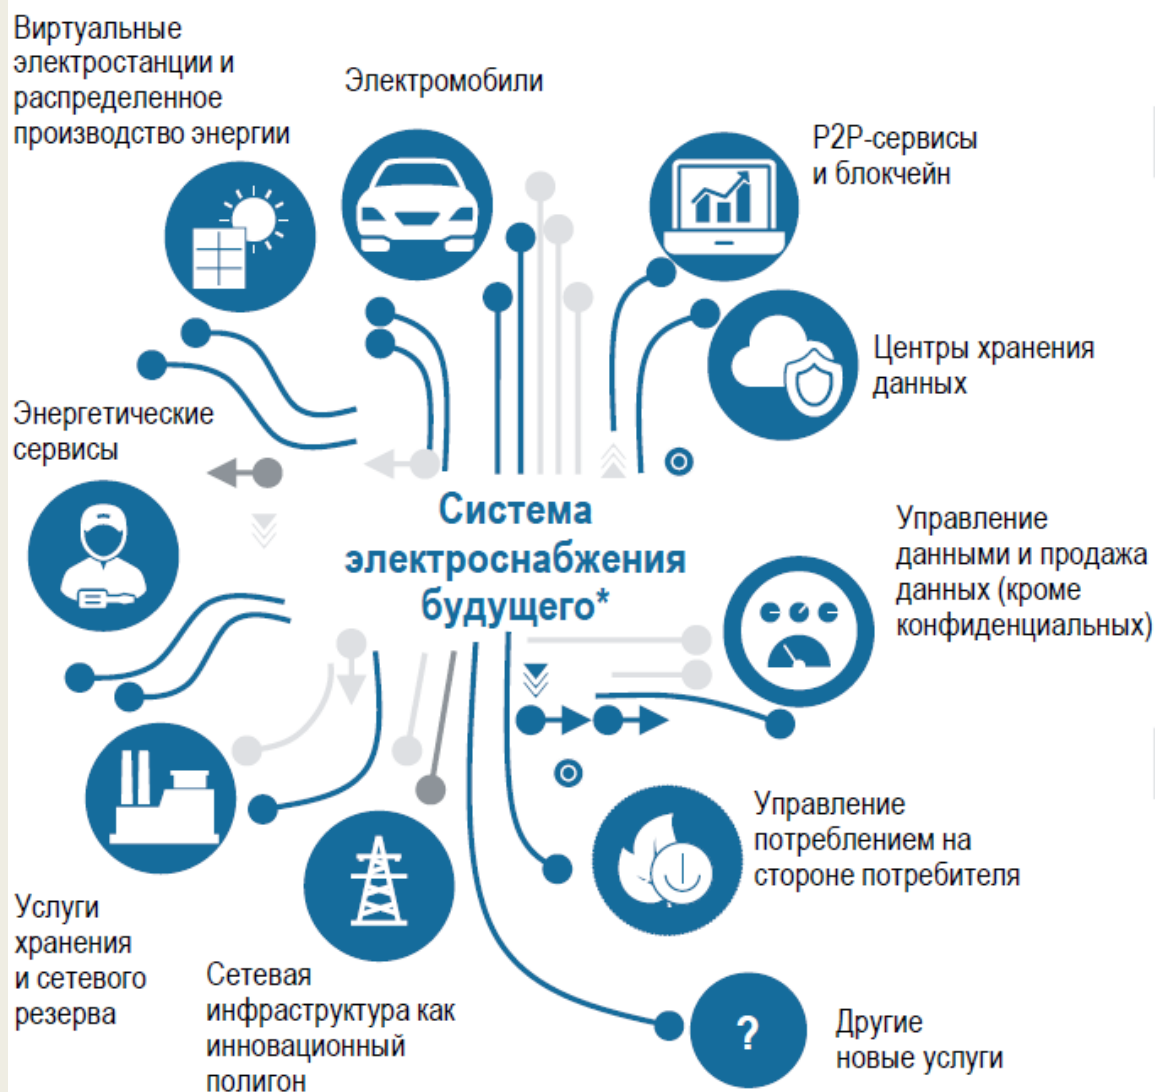 Виртуальные
электростанции и
распределенное
производство энергии
Электромобили
P2P-сервисы
и блокчейн
Центры хранения
данных
Энергетические
сервисы
Система
электроснабжения
будущего*
Управление
данными и продажа
данных (кроме
конфиденциальных)
Управление
потреблением на
стороне потребителя
Услуги
хранения
и сетевого
резерва
Сетевая
инфраструктура как
инновационный
полигон
?
Другие
новые услуги